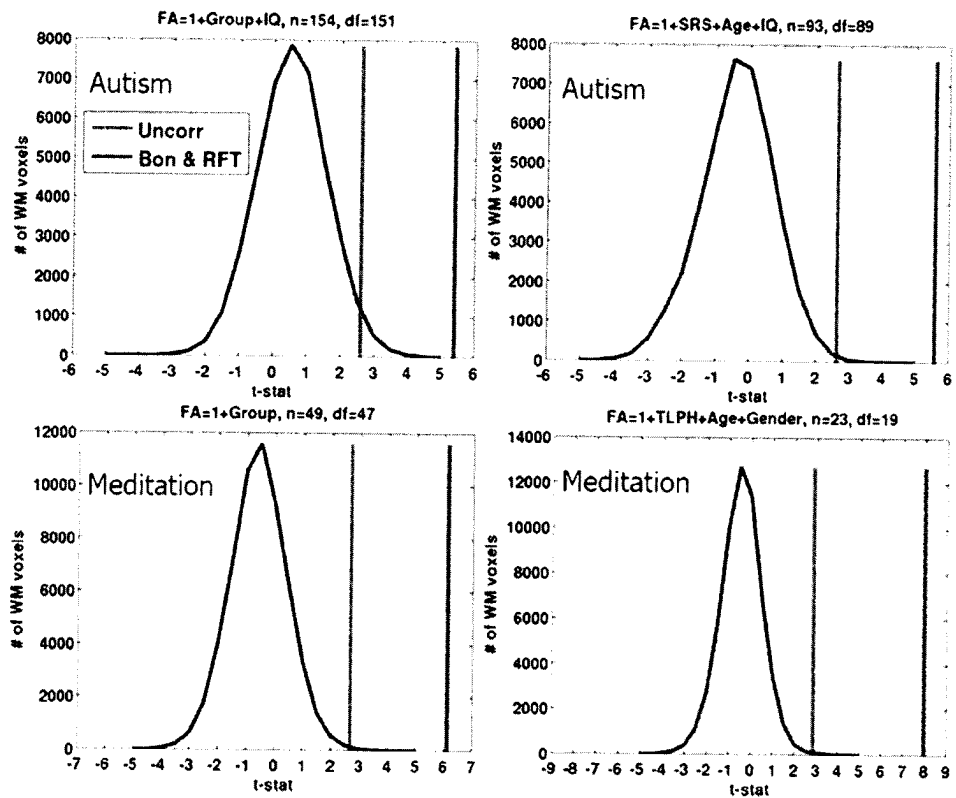 FA=1+Group+IQ, n=154, df=151
8000
7000
6000
5000
4000
3000
2000
1000
0
# of WM voxels
Autism
Uncorr
Bon & RFT
-6 -5 -4 -3 -2 -1 0 1 2 3 4 5 6
t-stat
FA=1+SRS+Age+IQ, n=93, df=89
8000
7000
6000
5000
4000
3000
2000
1000
0
# of WM voxels
Autism
-6 -5 -4 -3 -2 -1 0 1 2 3 4 5 6
t-stat
FA=1+Group, n=49, df=47
12000
10000
8000
6000
4000
2000
0
# of WM voxels
Meditation
-7 -6 -5 -4 -3 -2 -1 0 1 2 3 4 5 6 7
t-stat
FA=1+TLPH+Age+Gender, n=23, df=19
14000
12000
10000
8000
6000
4000
2000
0
# of WM voxels
Meditation
-9 -8 -7 -6 -5 -4 -3 -2 -1 0 1 2 3 4 5 6 7 8 9
t-stat